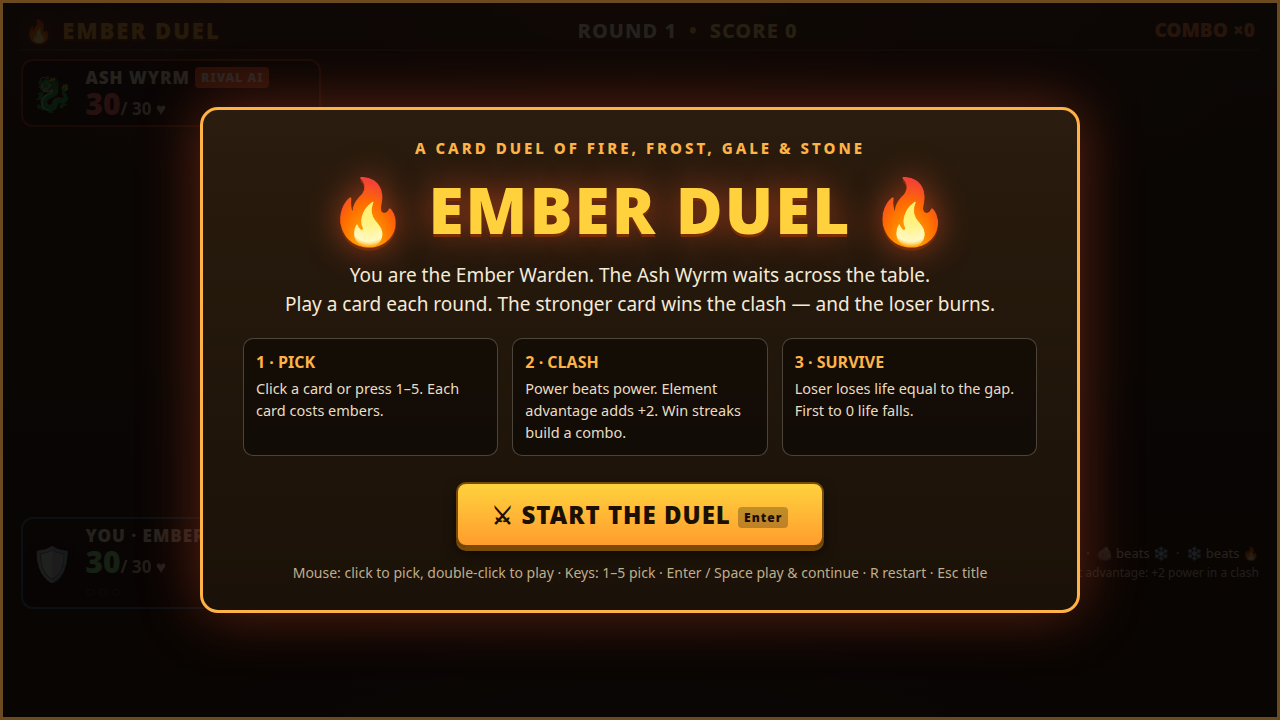 🔥 EMBER DUEL
ROUND 1 • SCORE 0
COMBO ×0
ASH WYRM RIVAL AI
30 / 30 ♥
A CARD DUEL OF FIRE, FROST, GALE & STONE
🔥 EMBER DUEL 🔥
You are the Ember Warden. The Ash Wyrm waits across the table.
Play a card each round. The stronger card wins the clash — and the loser burns.
1 · PICK
Click a card or press 1–5. Each
card costs embers.
2 · CLASH
Power beats power. Element
advantage adds +2. Win streaks
build a combo.
3 · SURVIVE
Loser loses life equal to the gap.
First to 0 life falls.
⚔ START THE DUEL Enter
Mouse: click to pick, double-click to play · Keys: 1–5 pick · Enter / Space play & continue · R restart · Esc title
YOU · EMBER
30 / 30 ♥
· 🪨 beats ❄ · ❄ beats 🔥
advantage: +2 power in a clash